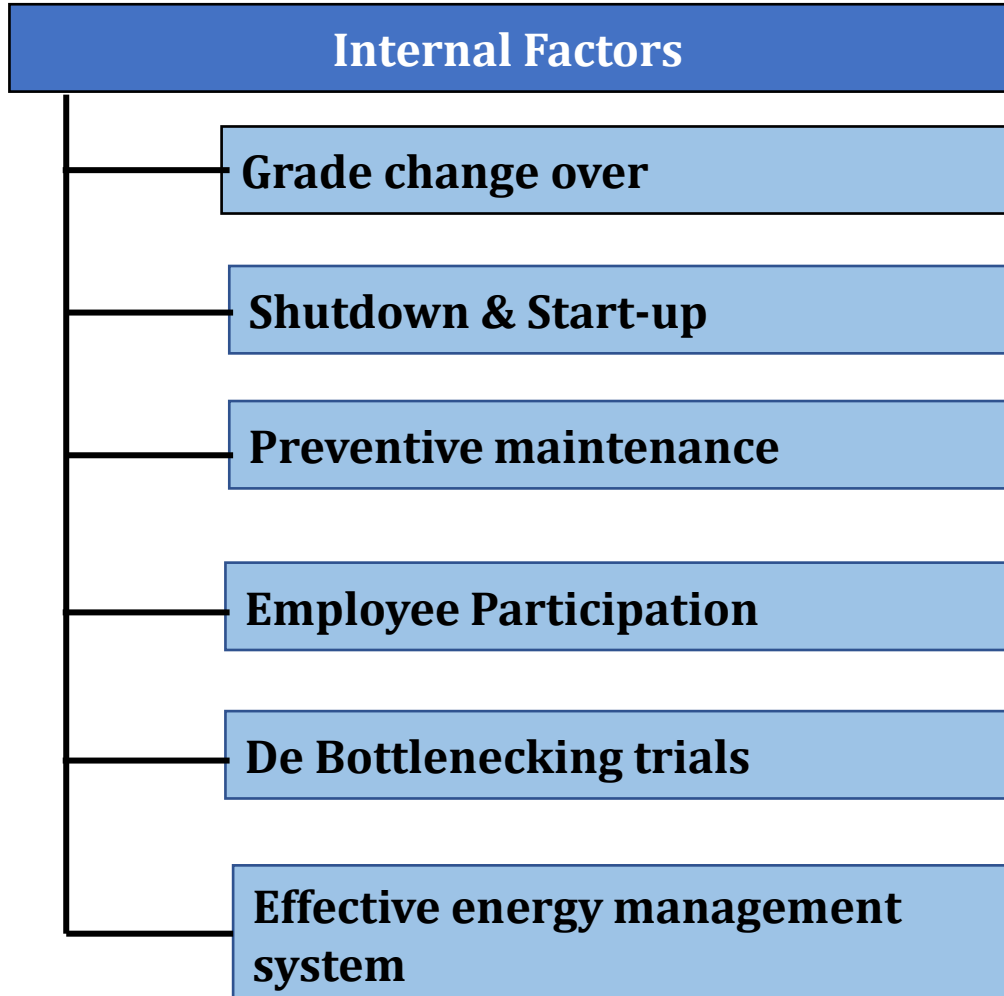 Internal Factors
Grade change over
Shutdown & Start-up
Preventive maintenance
Employee Participation
De Bottlenecking trials
Effective energy management
system